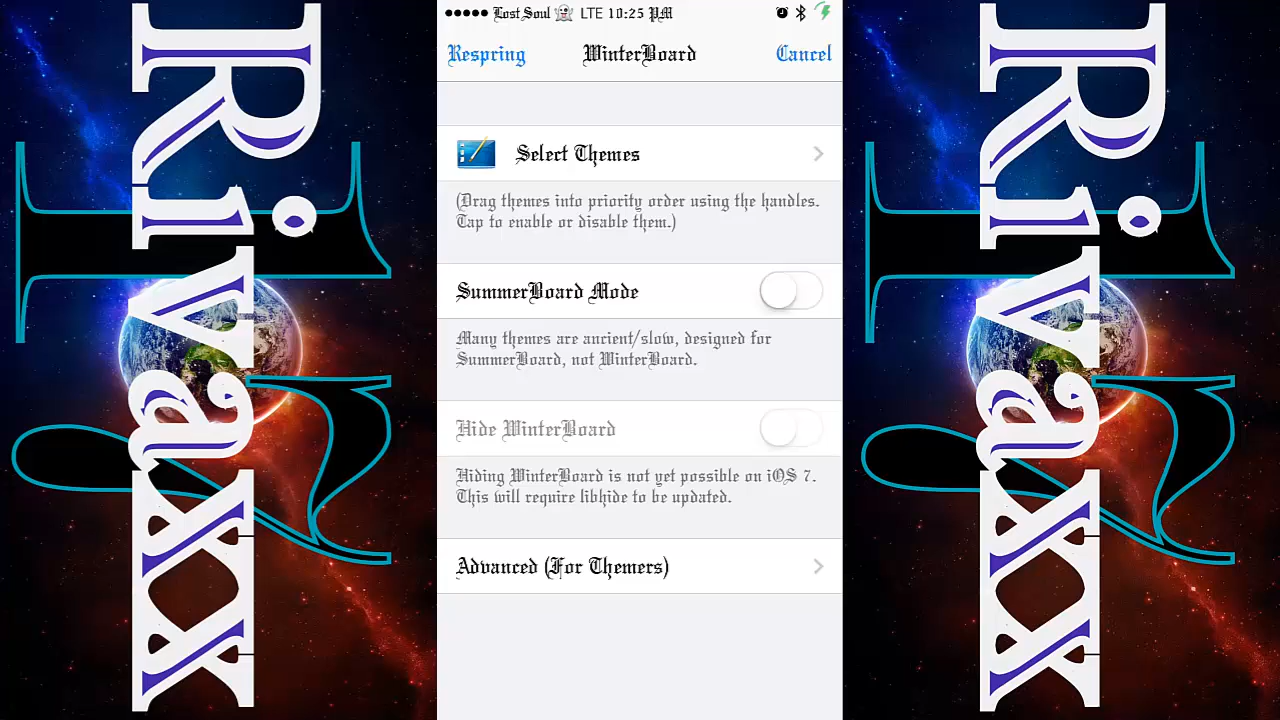 Rivaxx
Lost Soul 👻 LTE 10:25 PM
Respring WinterBoard Cancel
Select Themes
(Drag themes into priority order using the handles.
Tap to enable or disable them.)
SummerBoard Mode
Many themes are ancient/slow, designed for
SummerBoard, not WinterBoard.
Hide WinterBoard
Hiding WinterBoard is not yet possible on iOS 7.
This will require libhide to be updated.
Advanced (For Themers)
Rivaxx